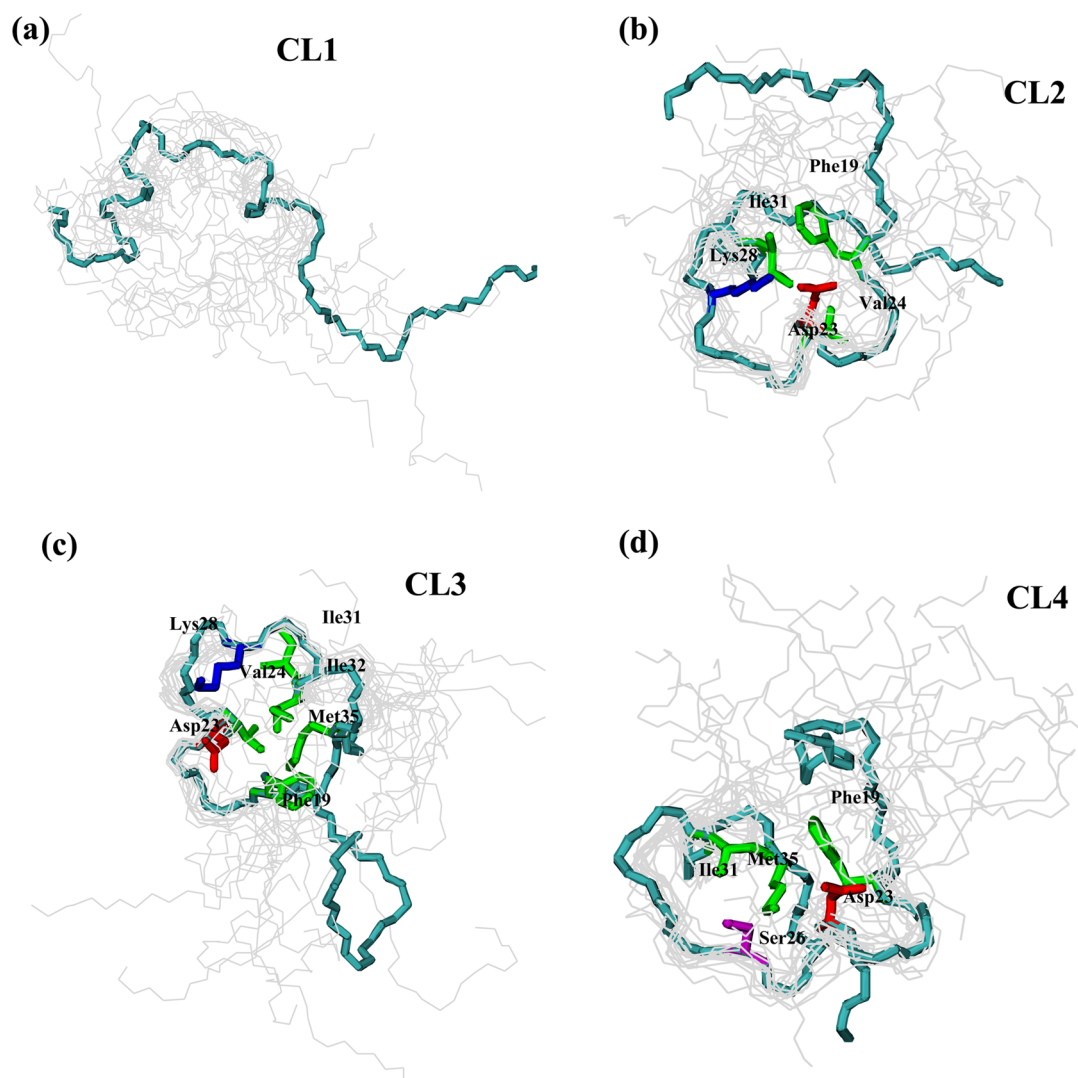 (a)
CL1
(b)
CL2
Phe19
Ile31
Lys28
Val24
Asp23
(c)
CL3
Lys28
Ile31
Val24
Ile32
Asp23
Met35
Phe19
(d)
CL4
Phe19
Met35
Ile31
Asp23
Ser26